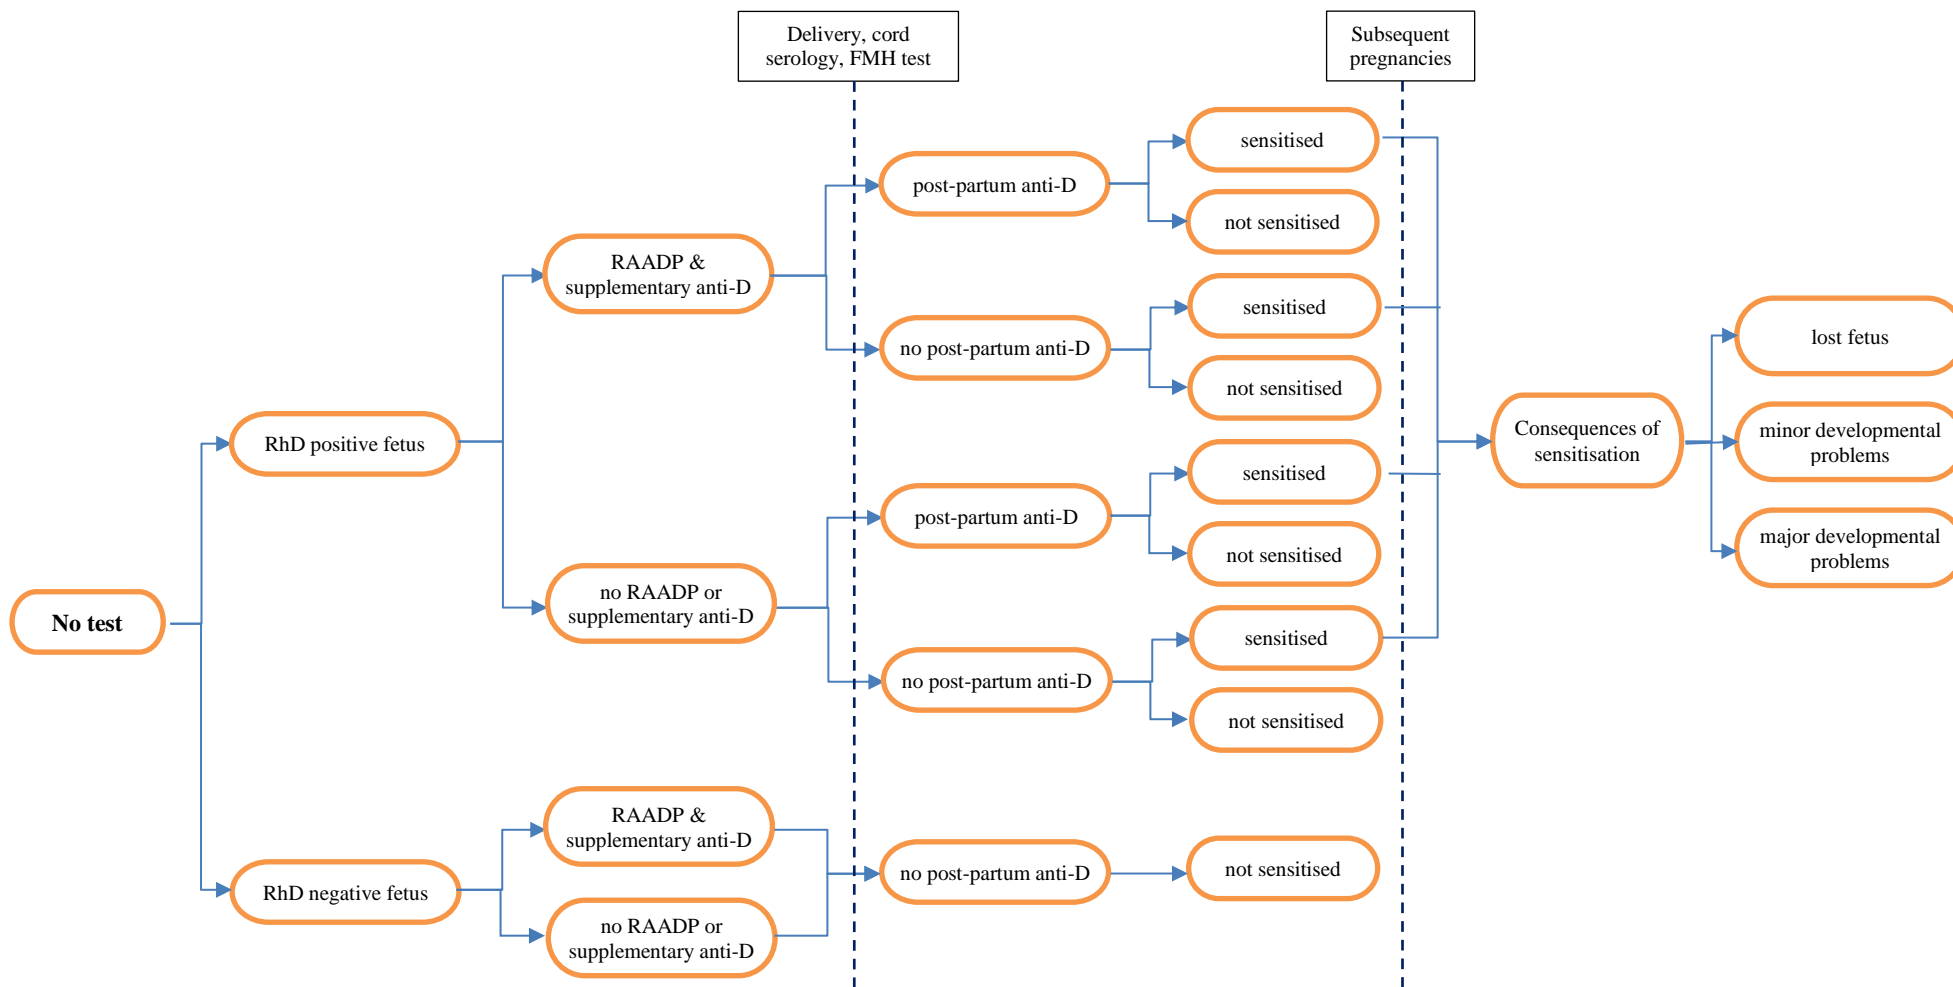 Delivery, cord
serology, FMH test
Subsequent
pregnancies
No test
RhD positive fetus
RhD negative fetus
RAADP &
supplementary anti-D
no RAADP or
supplementary anti-D
RAADP &
supplementary anti-D
no RAADP or
supplementary anti-D
post-partum anti-D
no post-partum anti-D
post-partum anti-D
no post-partum anti-D
no post-partum anti-D
sensitised
not sensitised
sensitised
not sensitised
sensitised
not sensitised
sensitised
not sensitised
not sensitised
Consequences of
sensitisation
lost fetus
minor developmental
problems
major developmental
problems